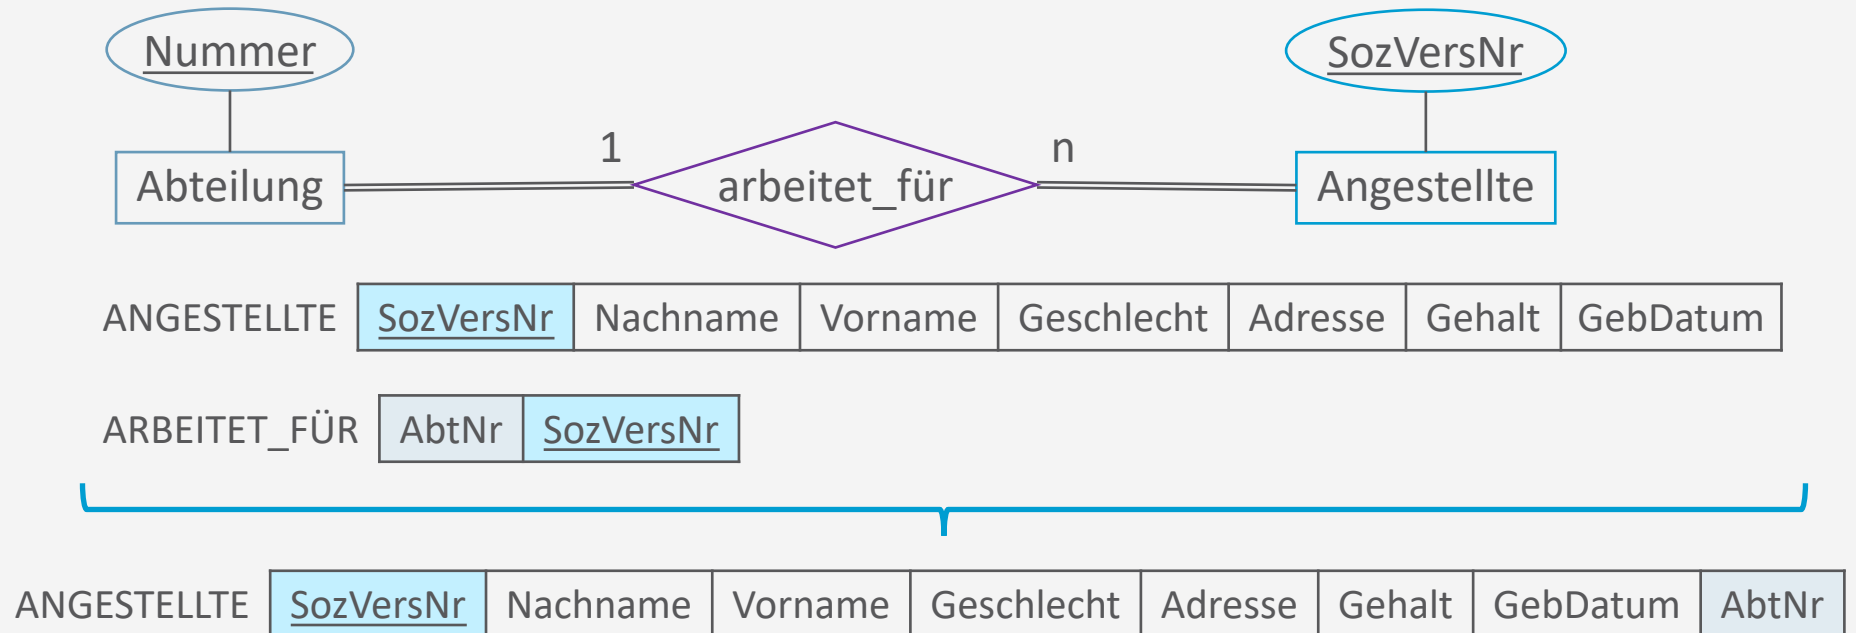 Nummer SozVersNr
1 n
Abteilung arbeitet_für Angestellte
ANGESTELLTE SozVersNr Nachname Vorname Geschlecht Adresse Gehalt GebDatum
ARBEITET_FÜR AbtNr SozVersNr
ANGESTELLTE SozVersNr Nachname Vorname Geschlecht Adresse Gehalt GebDatum AbtNr